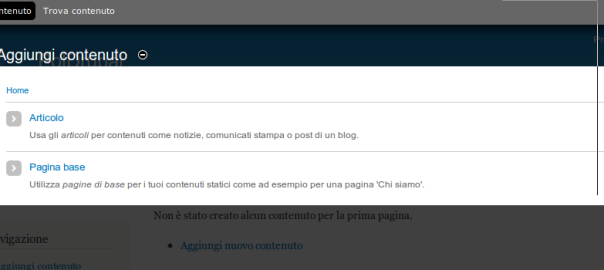 ntenuto Trova contenuto
Aggiungi contenuto
Home
Articolo
Usa gli articoli per contenuti come notizie, comunicati stampa o post di un blog.
Pagina base
Utilizza pagine di base per i tuoi contenuti statici come ad esempio per una pagina 'Chi siamo'.
Non è stato creato alcun contenuto per la prima pagina.
vigazione
Aggiungi nuovo contenuto
aggiungi contenuto